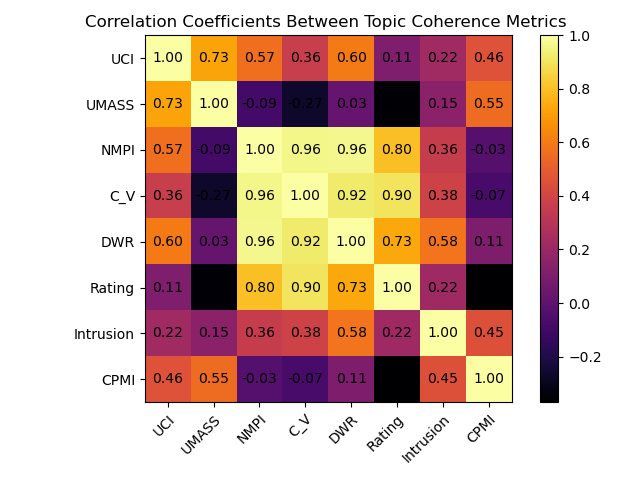 Correlation Coefficients Between Topic Coherence Metrics
UCI 1.00 0.73 0.57 0.36 0.60 0.11 0.22 0.46
UMASS 0.73 1.00 -0.09 -0.27 0.03 0.15 0.55
NMPI 0.57 -0.09 1.00 0.96 0.96 0.80 0.36 -0.03
C_V 0.36 -0.27 0.96 1.00 0.92 0.90 0.38 -0.07
DWR 0.60 0.03 0.96 0.92 1.00 0.73 0.58 0.11
Rating 0.11 0.80 0.90 0.73 1.00 0.22
Intrusion 0.22 0.15 0.36 0.38 0.58 0.22 1.00 0.45
CPMI 0.46 0.55 -0.03 -0.07 0.11 0.45 1.00
UCI UMASS NMPI C_V DWR Rating Intrusion CPMI
1.0
0.8
0.6
0.4
0.2
0.0
−0.2